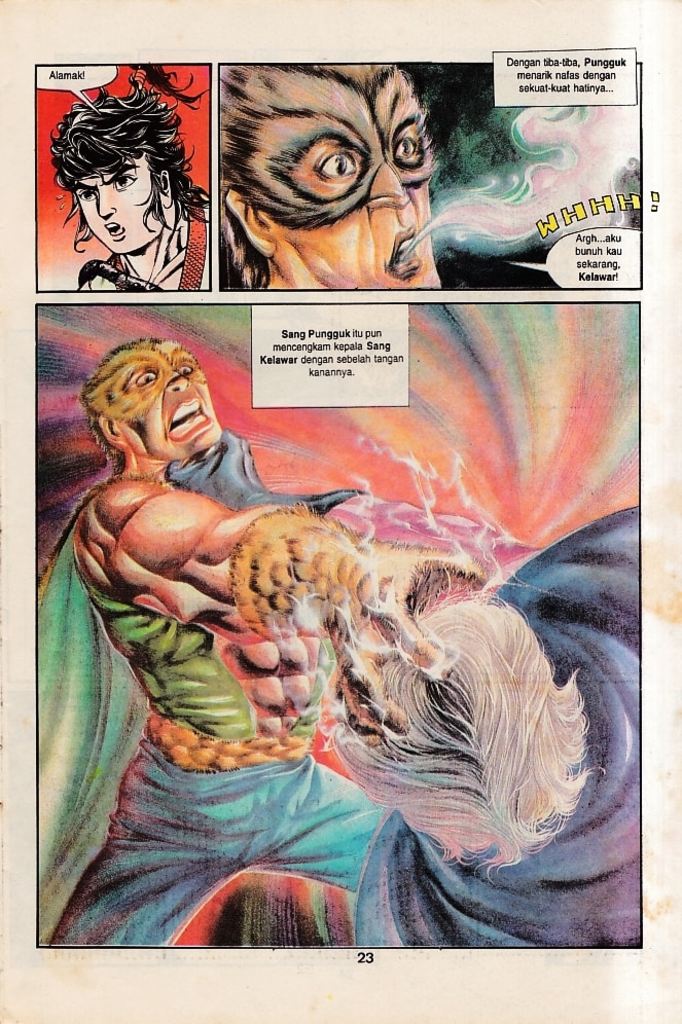 Alamak!
Dengan tiba-tiba, Pungguk
menarik nafas dengan
sekuat-kuat hatinya...
WHHHH!
Argh...aku
bunuh kau
sekarang,
Kelawar!
Sang Pungguk itu pun
mencengkam kepala Sang
Kelawar dengan sebelah tangan
kanannya.
23